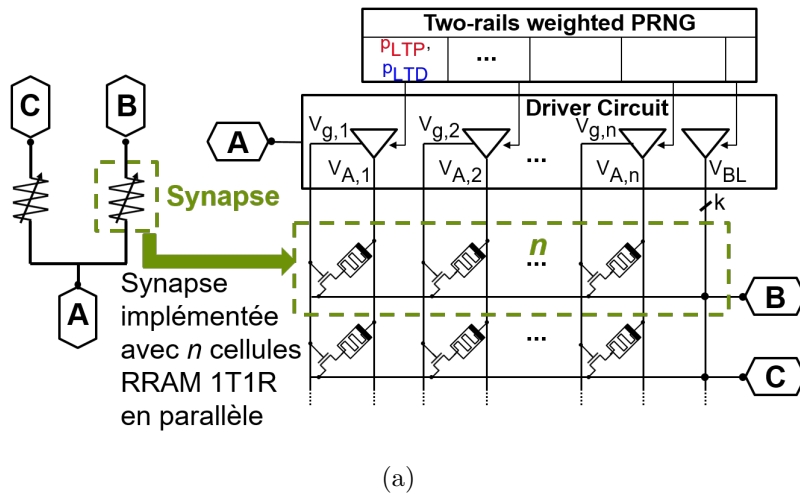 Two-rails weighted PRNG
pLTP,
pLTD
...
Driver Circuit
C
B
A
Vg,1
Vg,2
Vg,n
...
VA,1
VA,2
VA,n
VBL
k
Synapse
n
...
B
A
Synapse
implémentée
avec n cellules
RRAM 1T1R
en parallèle
...
C
(a)